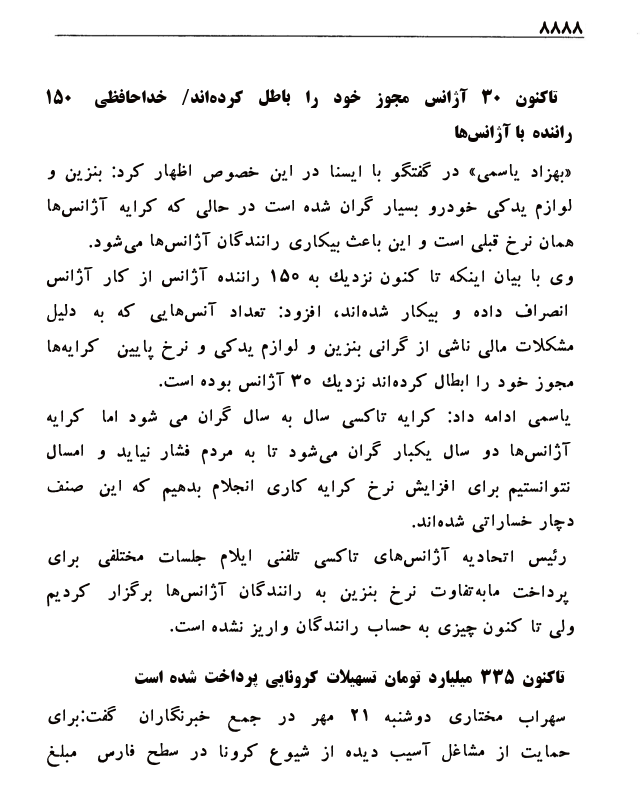 ۸۸۸۸
تاکنون ۳۰ آژانس مجوز خود را باطل کرده‌اند/ خداحافظی ۱۵۰
راننده با آژانس‌ها
«بهزاد یاسمی» در گفتگو با ایسنا در این خصوص اظهار کرد: بنزین و
لوازم یدکی خودرو بسیار گران شده است در حالی که کرایه آژانس‌ها
همان نرخ قبلی است و این باعث بیکاری رانندگان آژانس‌ها می‌شود.
وی با بیان اینکه تا کنون نزدیك به ۱۵۰ راننده آژانس از کار آژانس
انصراف داده و بیکار شده‌اند، افزود: تعداد آنس‌هایی که به دلیل
مشکلات مالی ناشی از گرانی بنزین و لوازم یدکی و نرخ پایین کرایه‌ها
مجوز خود را ابطال کرده‌اند نزدیك ۳۰ آژانس بوده است.
یاسمی ادامه داد: کرایه تاکسی سال به سال گران می شود اما کرایه
آژانس‌ها دو سال یکبار گران می‌شود تا به مردم فشار نیاید و امسال
نتوانستیم برای افزایش نرخ کرایه کاری انجلام بدهیم که این صنف
دچار خساراتی شده‌اند.
رئیس اتحادیه آژانس‌های تاکسی تلفنی ایلام جلسات مختلفی برای
پرداخت مابه‌تفاوت نرخ بنزین به رانندگان آژانس‌ها برگزار کردیم
ولی تا کنون چیزی به حساب رانندگان واریز نشده است.
تاکنون ۳۳۵ میلیارد تومان تسهیلات کرونایی پرداخت شده است
سهراب مختاری دوشنبه ۲۱ مهر در جمع خبرنگاران گفت:برای
حمایت از مشاغل آسیب دیده از شیوع کرونا در سطح فارس مبلغ